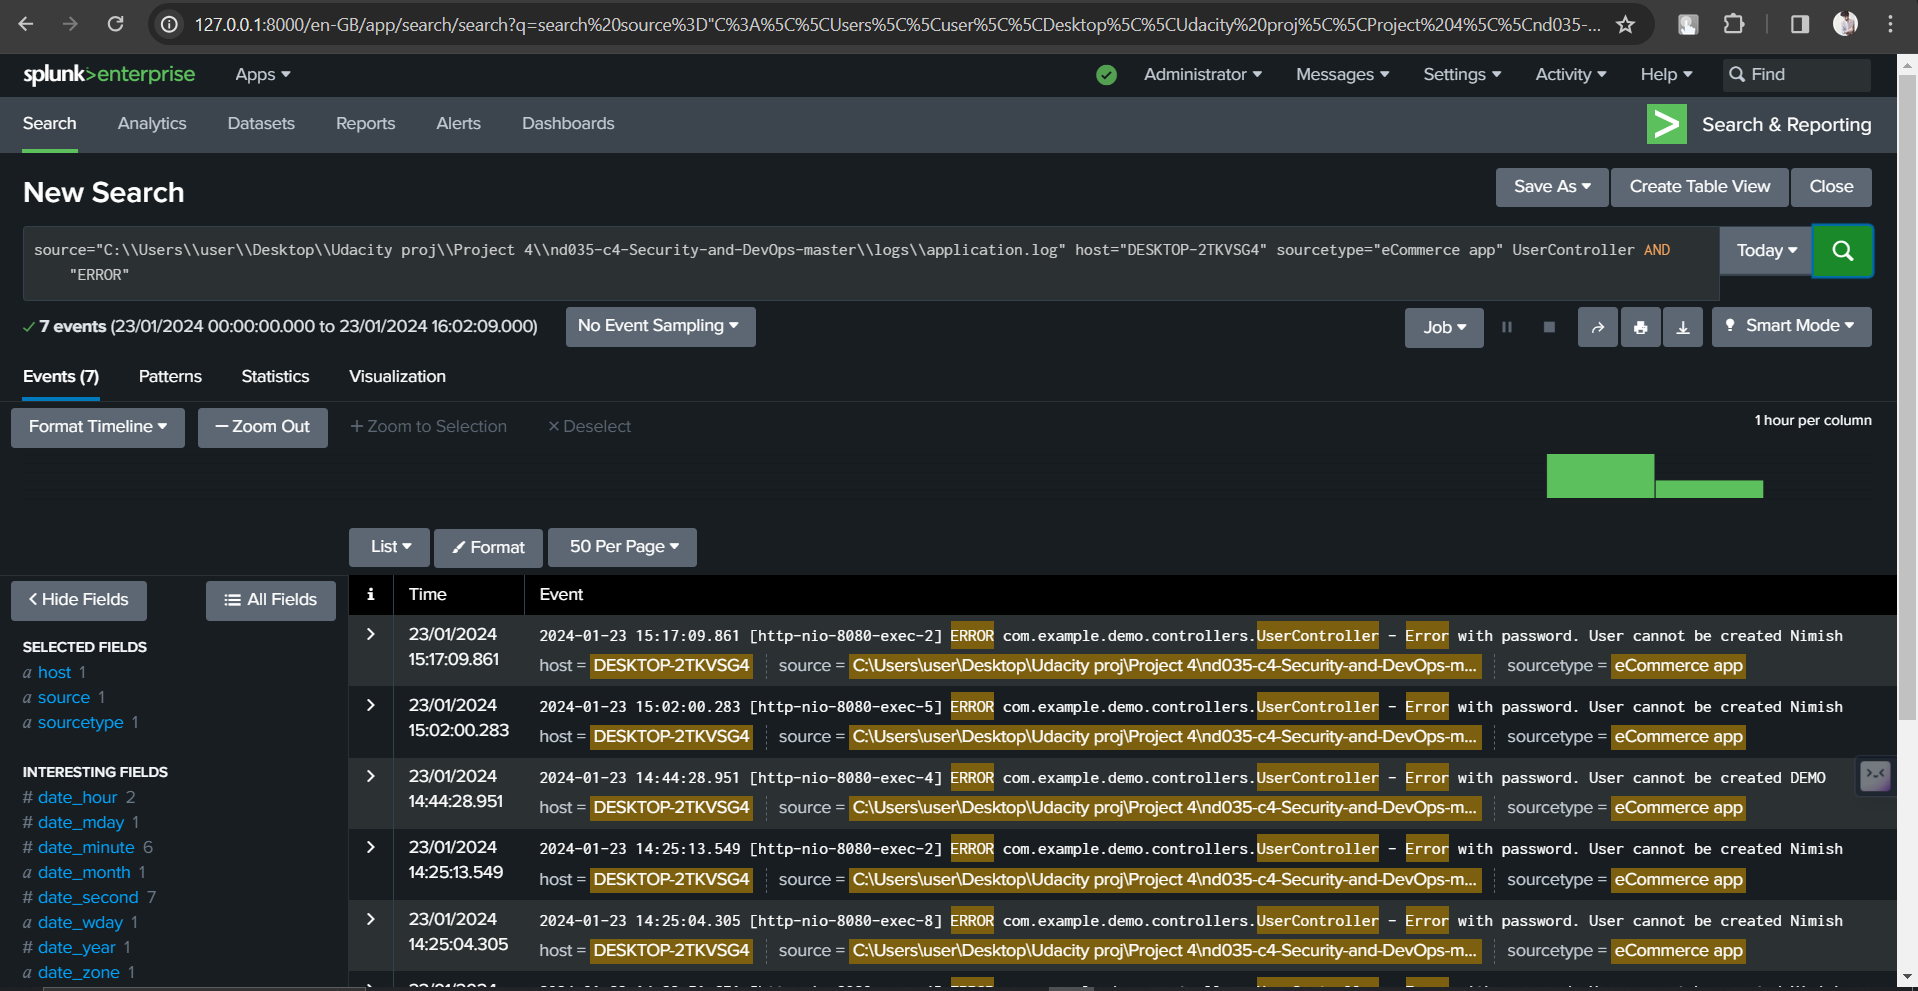 127.0.0.1:8000/en-GB/app/search/search?q=search%20source%3D"C%3A%5C%5CUsers%5C%5Cuser%5C%5CDesktop%5C%5CUdacity%20proj%5C%5CProject%204%5C%5Cnd035-...
splunk>enterprise Apps Administrator Messages Settings Activity Help Find
Search Analytics Datasets Reports Alerts Dashboards > Search & Reporting
New Search Save As Create Table View Close
source="C:\\Users\\user\\Desktop\\Udacity proj\\Project 4\\nd035-c4-Security-and-DevOps-master\\logs\\application.log" host="DESKTOP-2TKVSG4" sourcetype="eCommerce app" UserController AND
"ERROR"
Today
7 events (23/01/2024 00:00:00.000 to 23/01/2024 16:02:09.000) No Event Sampling Job Smart Mode
Events (7) Patterns Statistics Visualization
Format Timeline — Zoom Out + Zoom to Selection × Deselect
1 hour per column
List Format 50 Per Page
< Hide Fields All Fields
SELECTED FIELDS
a host 1
a source 1
a sourcetype 1
INTERESTING FIELDS
# date_hour 2
# date_mday 1
# date_minute 6
a date_month 1
# date_second 7
a date_wday 1
# date_year 1
a date_zone 1
i Time Event
> 23/01/2024 15:17:09.861
2024-01-23 15:17:09.861 [http-nio-8080-exec-2] ERROR com.example.demo.controllers.UserController - Error with password. User cannot be created Nimish
host = DESKTOP-2TKVSG4 source = C:\Users\user\Desktop\Udacity proj\Project 4\nd035-c4-Security-and-DevOps-m... sourcetype = eCommerce app
> 23/01/2024 15:02:00.283
2024-01-23 15:02:00.283 [http-nio-8080-exec-5] ERROR com.example.demo.controllers.UserController - Error with password. User cannot be created Nimish
host = DESKTOP-2TKVSG4 source = C:\Users\user\Desktop\Udacity proj\Project 4\nd035-c4-Security-and-DevOps-m... sourcetype = eCommerce app
> 23/01/2024 14:44:28.951
2024-01-23 14:44:28.951 [http-nio-8080-exec-4] ERROR com.example.demo.controllers.UserController - Error with password. User cannot be created DEMO
host = DESKTOP-2TKVSG4 source = C:\Users\user\Desktop\Udacity proj\Project 4\nd035-c4-Security-and-DevOps-m... sourcetype = eCommerce app
> 23/01/2024 14:25:13.549
2024-01-23 14:25:13.549 [http-nio-8080-exec-2] ERROR com.example.demo.controllers.UserController - Error with password. User cannot be created Nimish
host = DESKTOP-2TKVSG4 source = C:\Users\user\Desktop\Udacity proj\Project 4\nd035-c4-Security-and-DevOps-m... sourcetype = eCommerce app
> 23/01/2024 14:25:04.305
2024-01-23 14:25:04.305 [http-nio-8080-exec-8] ERROR com.example.demo.controllers.UserController - Error with password. User cannot be created Nimish
host = DESKTOP-2TKVSG4 source = C:\Users\user\Desktop\Udacity proj\Project 4\nd035-c4-Security-and-DevOps-m... sourcetype = eCommerce app